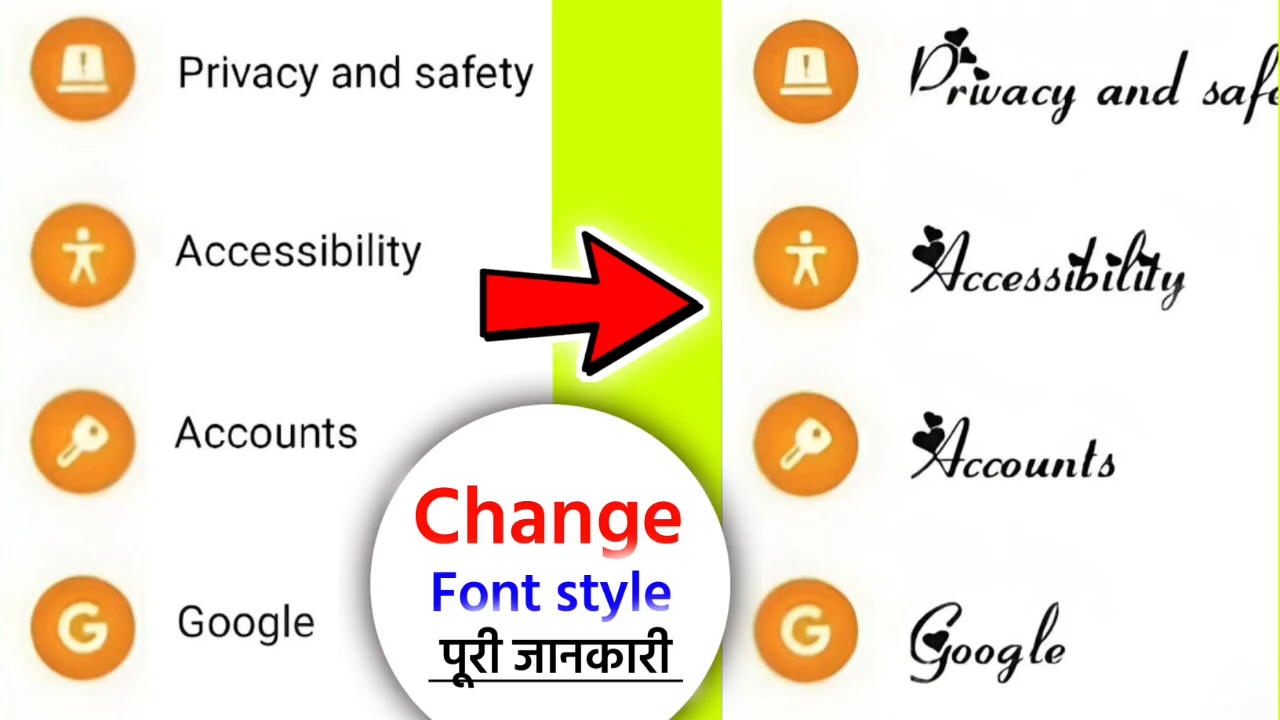 Privacy and safety
Accessibility
Accounts
Google
Change
Font style
पूरी जानकारी
Privacy and safe
Accessibility
Accounts
Google